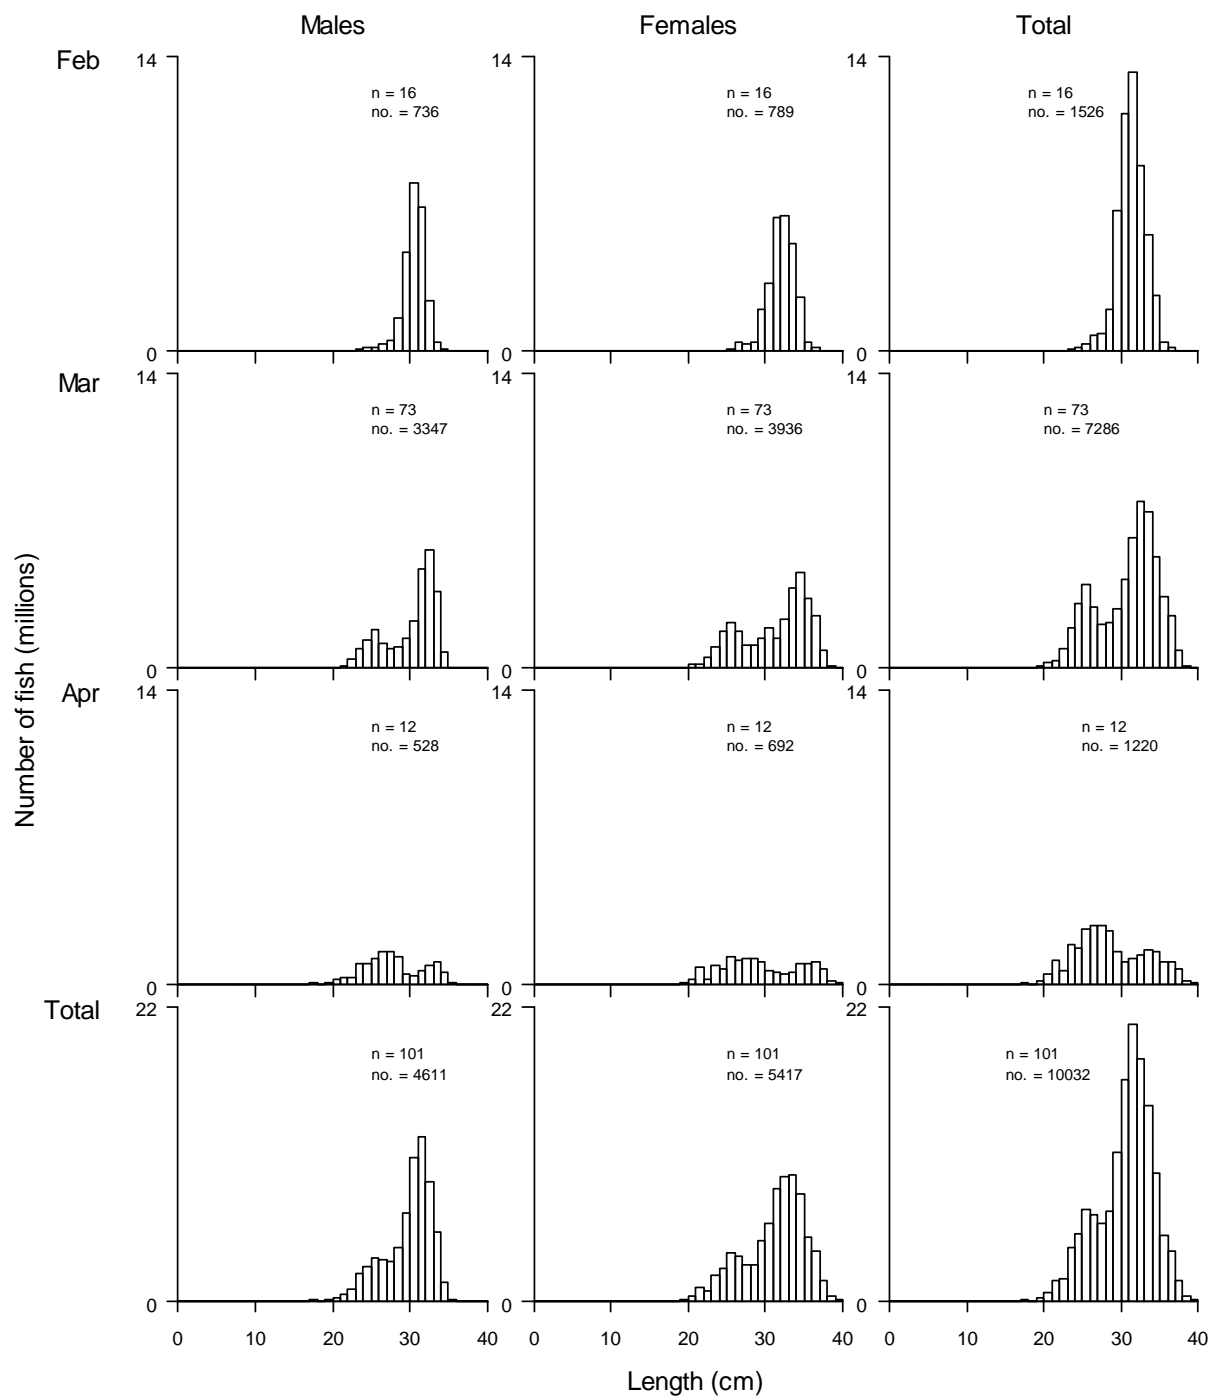 Males Females Total
Feb
14 14 14
n = 16 n = 16 n = 16
no. = 736 no. = 789 no. = 1526
0 0 0
Mar
14 14 14
n = 73 n = 73 n = 73
no. = 3347 no. = 3936 no. = 7286
0 0 0
Number of fish (millions)
Apr
14 14 14
n = 12 n = 12 n = 12
no. = 528 no. = 692 no. = 1220
0 0 0
Total
22 22 22
n = 101 n = 101 n = 101
no. = 4611 no. = 5417 no. = 10032
0 0 0
0 10 20 30 40 0 10 20 30 40 0 10 20 30 40
Length (cm)